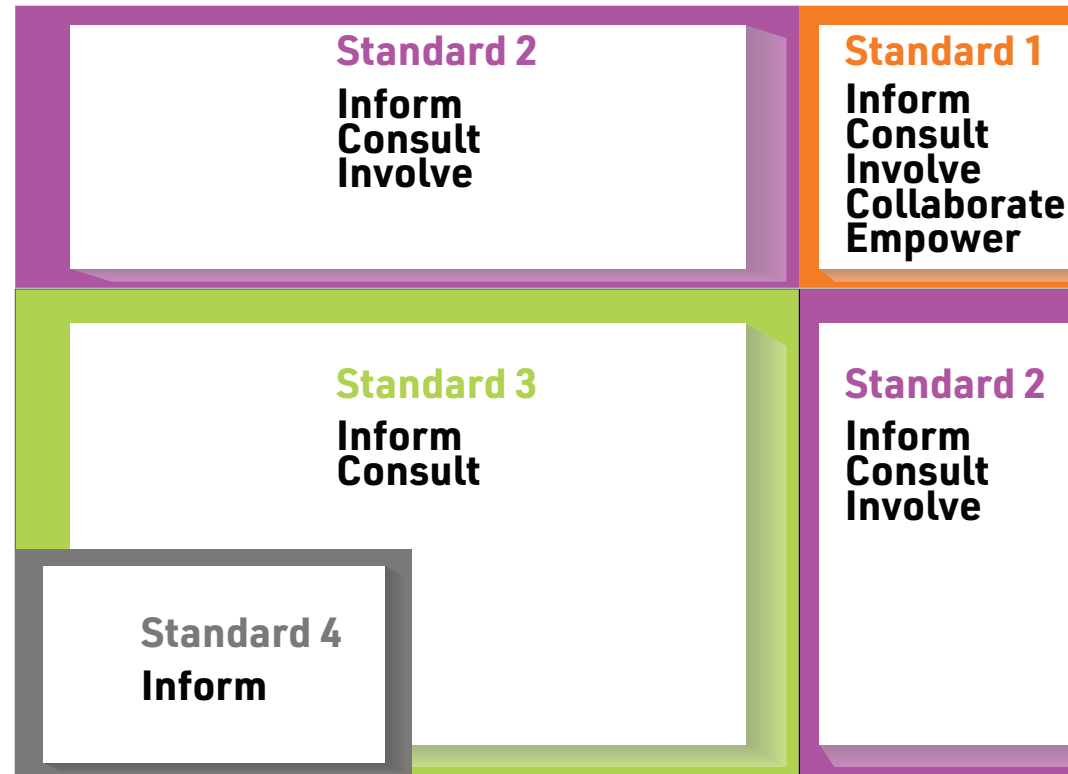 Standard 2
Inform
Consult
Involve
Standard 1
Inform
Consult
Involve
Collaborate
Empower
Standard 3
Inform
Consult
Standard 2
Inform
Consult
Involve
Standard 4
Inform